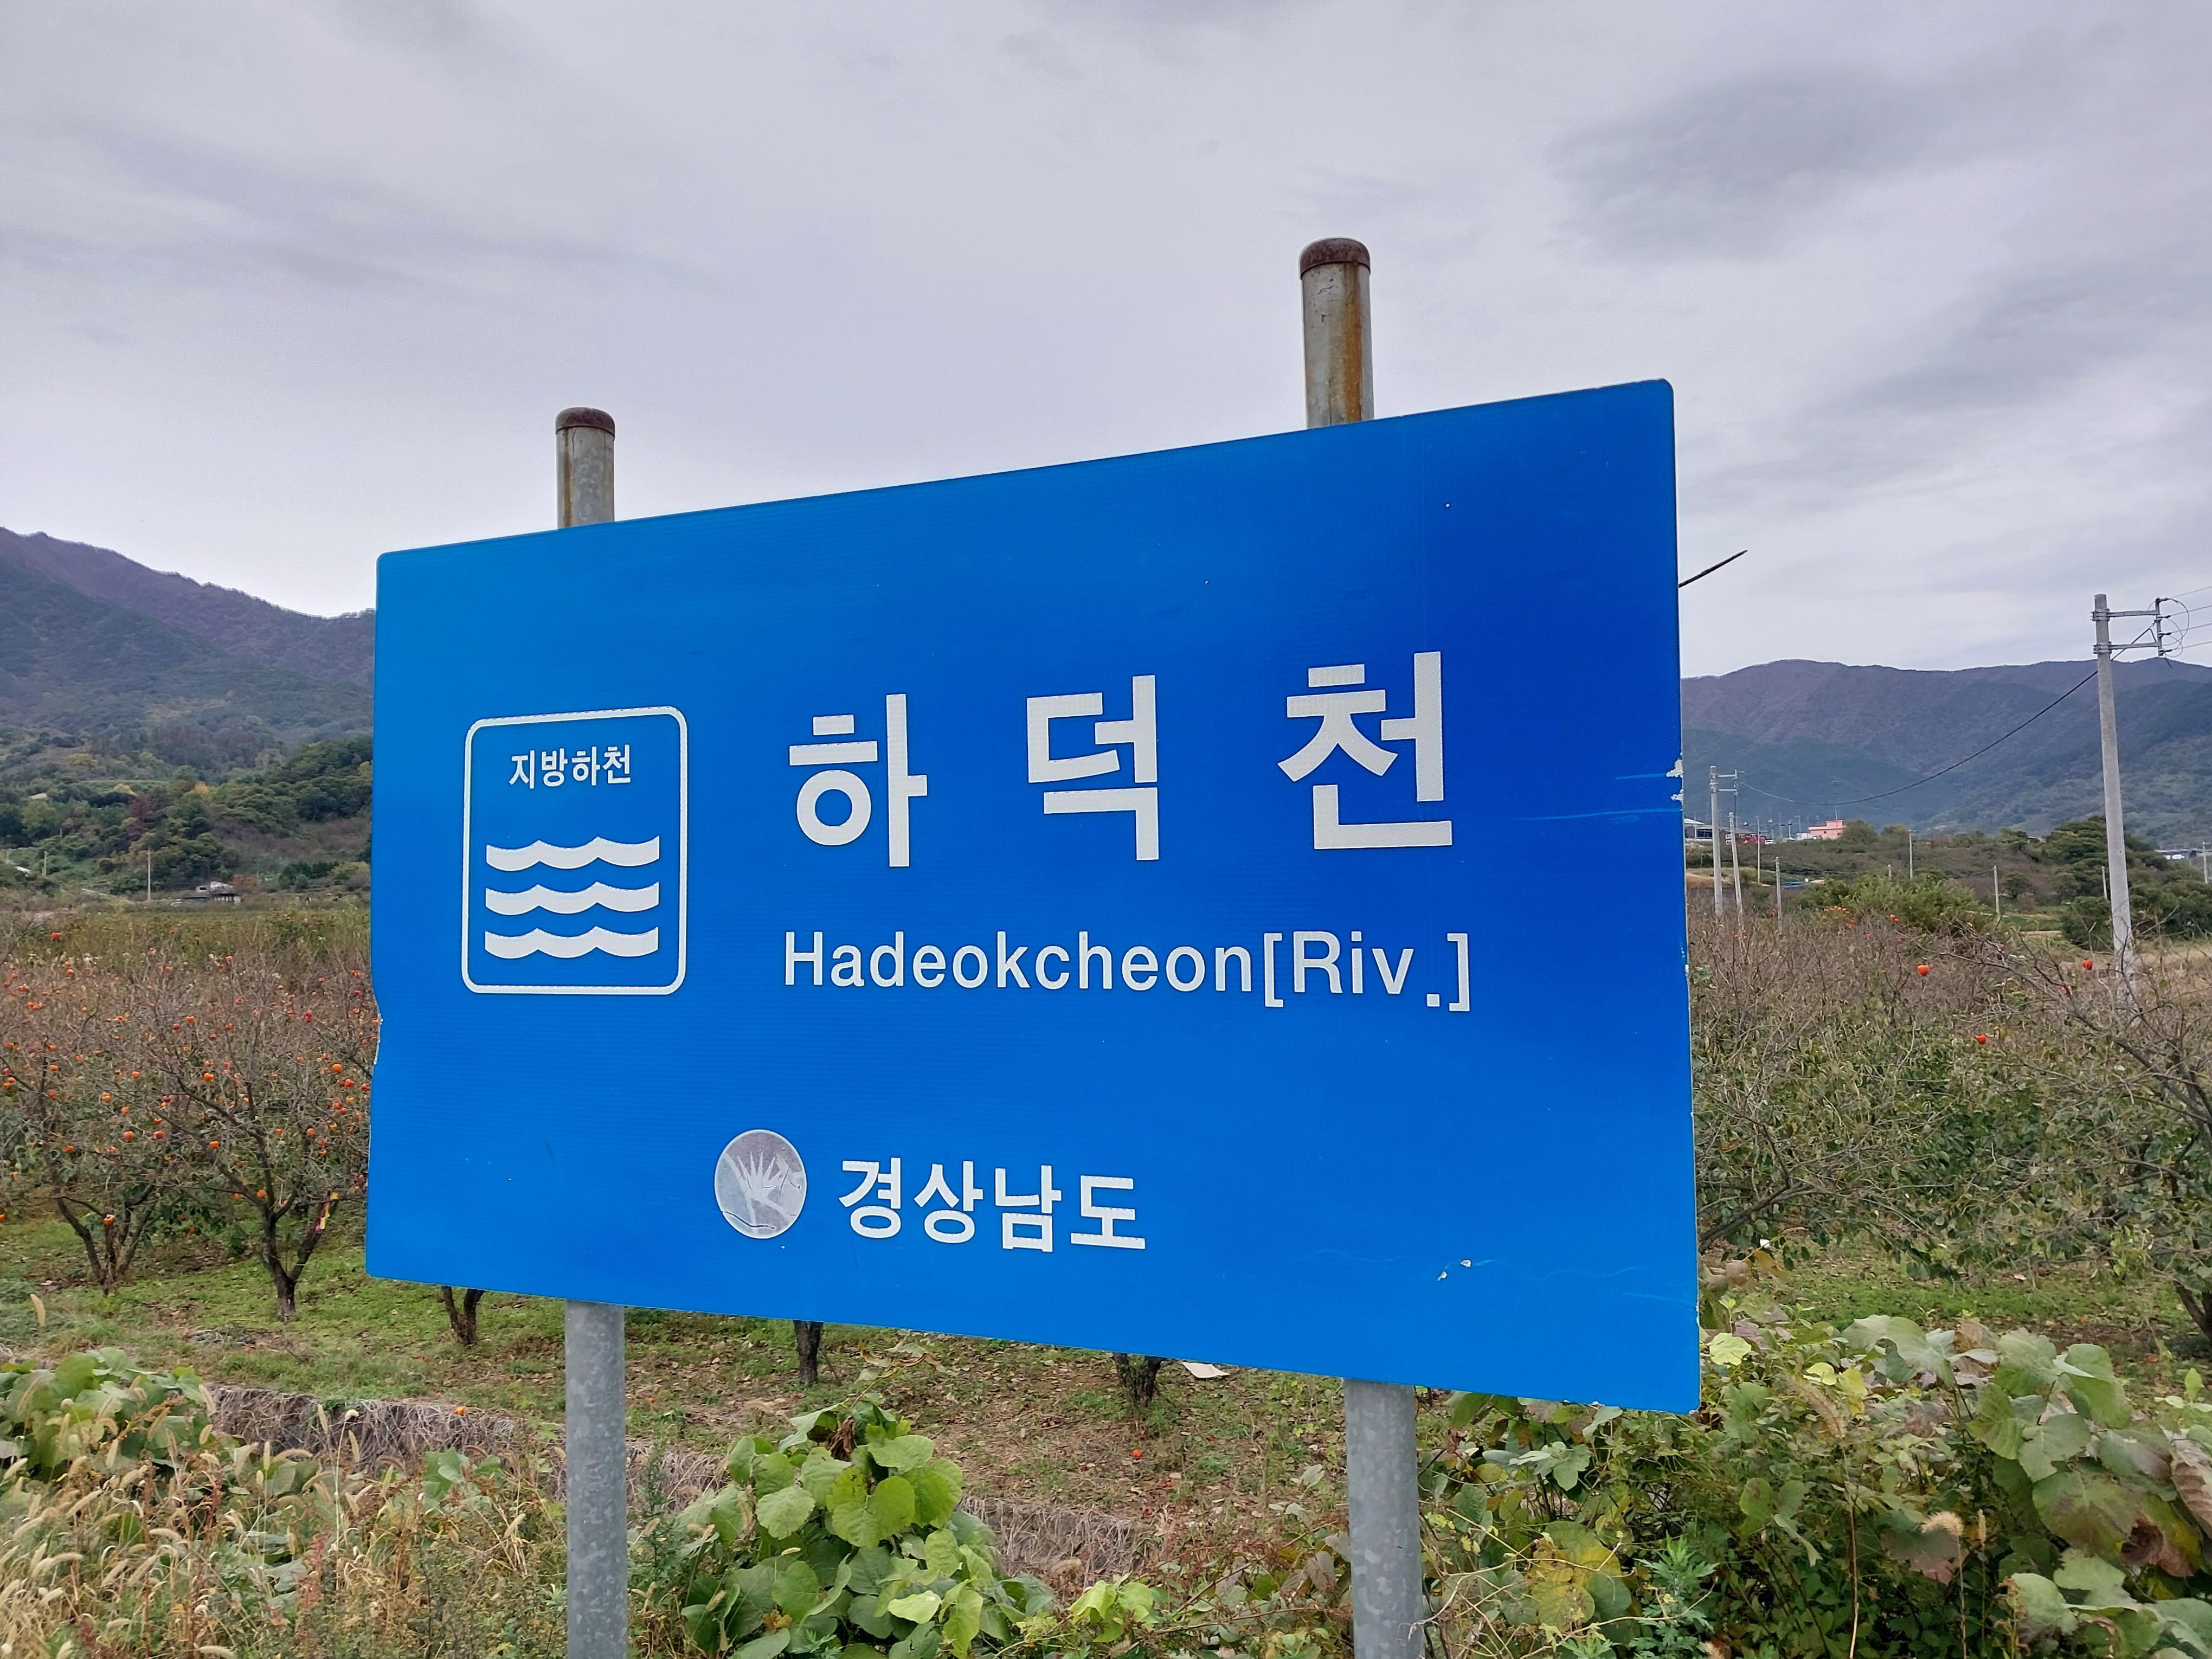 지방하천
하덕천
Hadeokcheon[Riv.]
경상남도